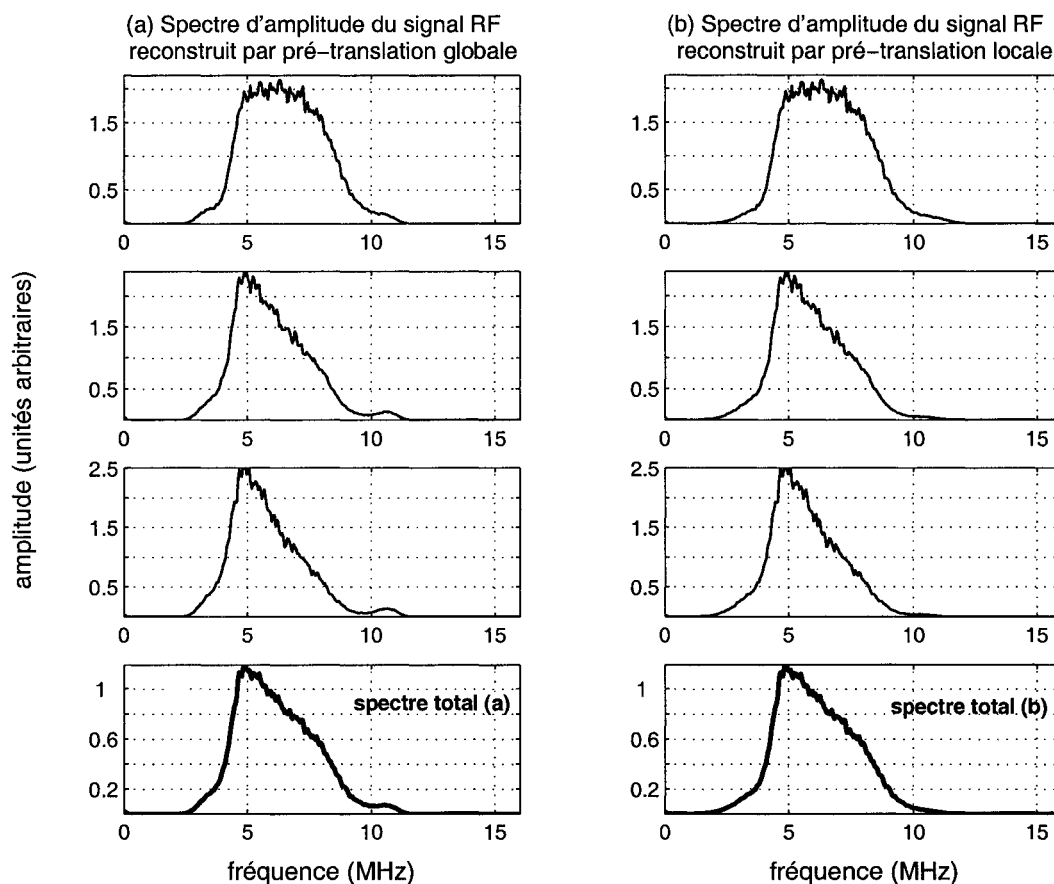 (a) Spectre d'amplitude du signal RF
reconstruit par pré−translation globale
(b) Spectre d'amplitude du signal RF
reconstruit par pré−translation locale
amplitude (unités arbitraires)
1.5
1
0.5
0 5 10 15
1.5
1
0.5
0 5 10 15
1.5
0.5
0 5 10 15
1.5
0.5
0 5 10 15
2.5
1.5
0.5
0 5 10 15
2.5
1.5
0.5
0 5 10 15
1
0.6
0.2
spectre total (a)
0 5 10 15
fréquence (MHz)
1
0.6
0.2
spectre total (b)
0 5 10 15
fréquence (MHz)